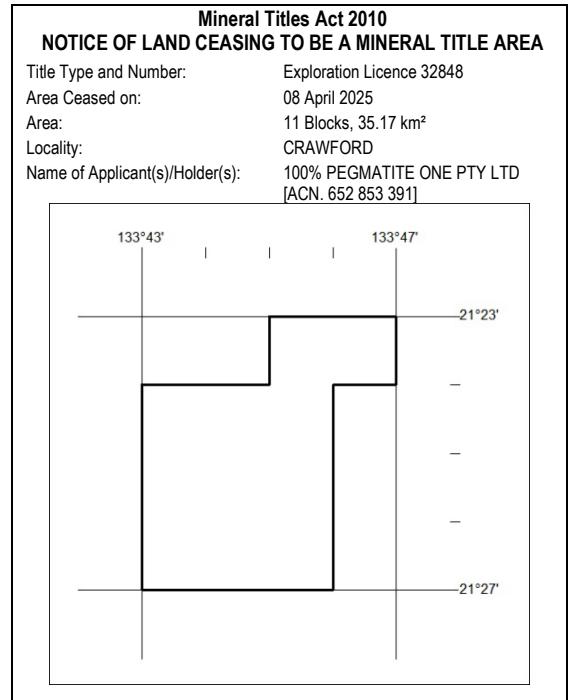 Mineral Titles Act 2010
NOTICE OF LAND CEASING TO BE A MINERAL TITLE AREA
Title Type and Number: Exploration Licence 32848
Area Ceased on: 08 April 2025
Area: 11 Blocks, 35.17 km²
Locality: CRAWFORD
Name of Applicant(s)/Holder(s): 100% PEGMATITE ONE PTY LTD
[ACN. 652 853 391]
133°43' 133°47'
21°23'
21°27'